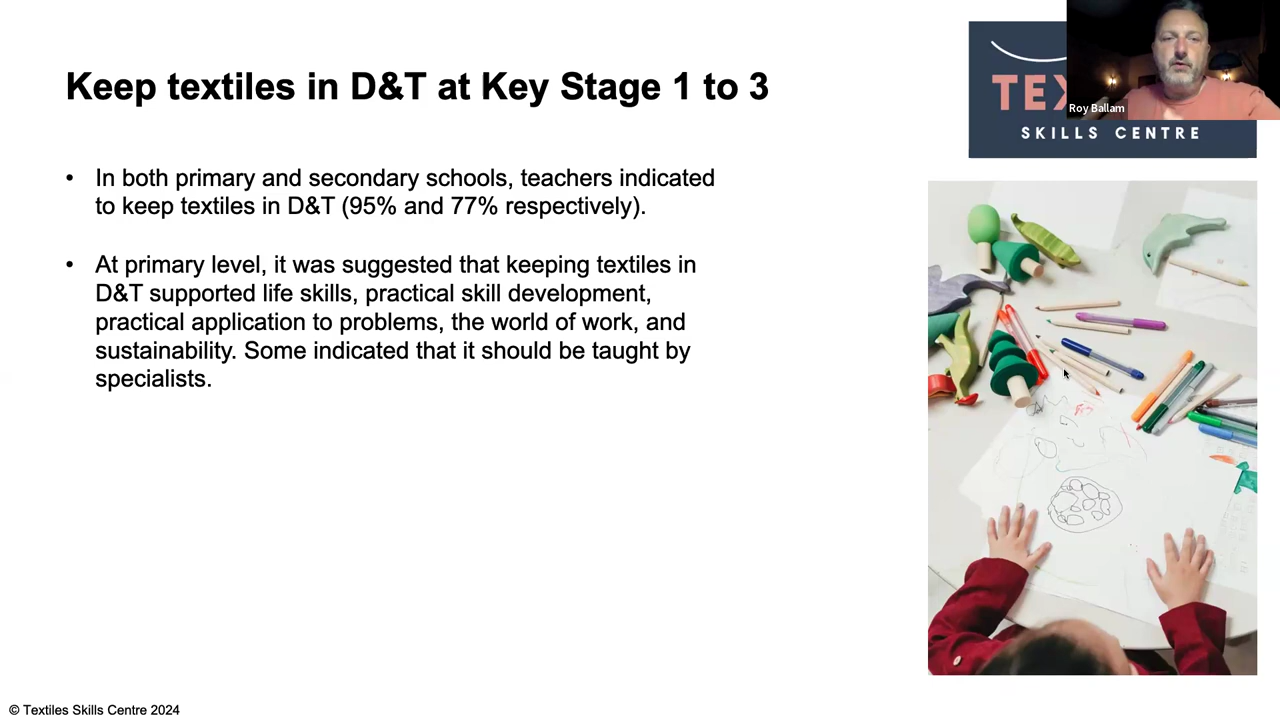 Keep textiles in D&T at Key Stage 1 to 3
• In both primary and secondary schools, teachers indicated
to keep textiles in D&T (95% and 77% respectively).
• At primary level, it was suggested that keeping textiles in
D&T supported life skills, practical skill development,
practical application to problems, the world of work, and
sustainability. Some indicated that it should be taught by
specialists.
Roy Ballam
SKILLS CENTRE
© Textiles Skills Centre 2024